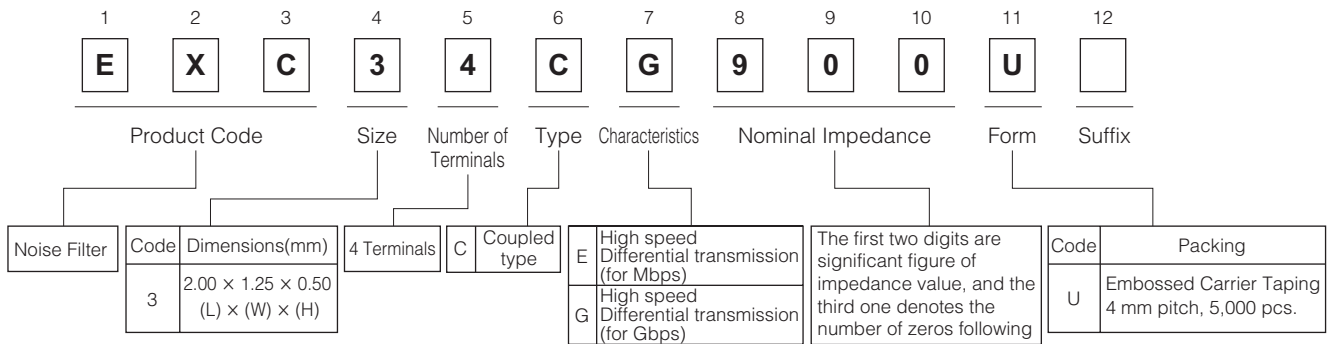 1 2 3 4 5 6 7 8 9 10 11 12
E X C 3 4 C G 9 0 0 U
Product Code Size Number of Terminals Type Characteristics Nominal Impedance Form Suffix
Noise Filter
Code Dimensions(mm)
3 2.00 × 1.25 × 0.50
(L) × (W) × (H)
4 Terminals
C Coupled
type
E High speed
Differential transmission
(for Mbps)
G High speed
Differential transmission
(for Gbps)
The first two digits are
significant figure of
impedance value, and the
third one denotes the
number of zeros following
Code Packing
U Embossed Carrier Taping
4 mm pitch, 5,000 pcs.